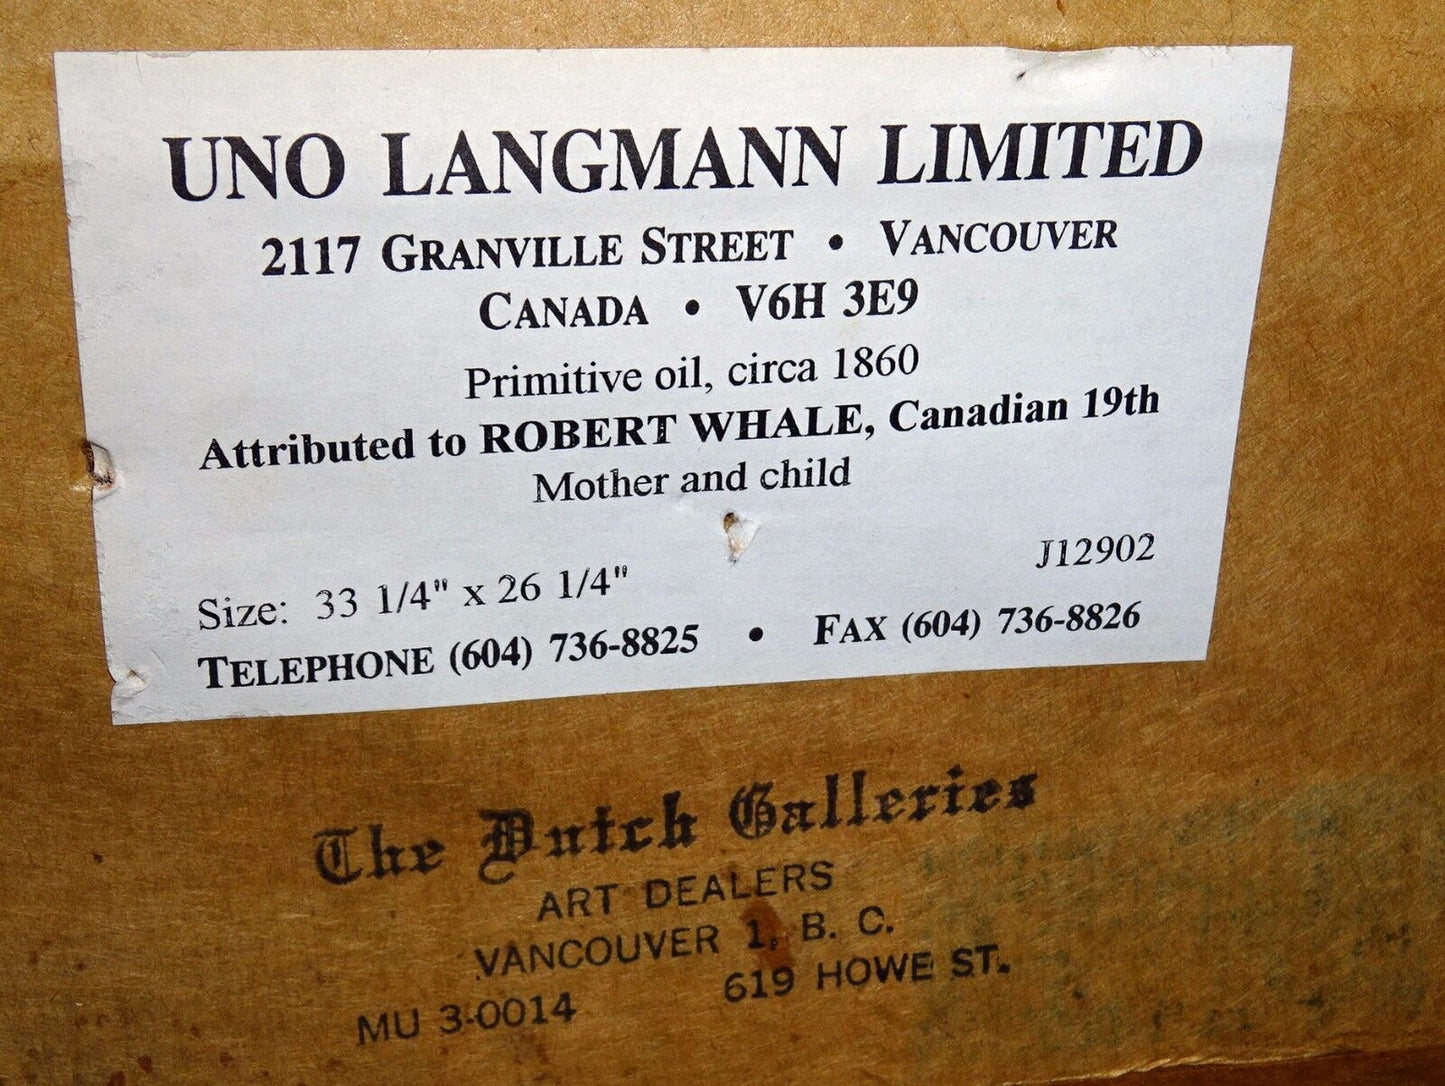 UNO LANGMANN LIMITED
2117 GRANVILLE STREET • VANCOUVER
CANADA • V6H 3E9
Primitive oil, circa 1860
Attributed to ROBERT WHALE, Canadian 19th
Mother and child
J12902
Size: 33 1/4" x 26 1/4"
TELEPHONE (604) 736-8825 • FAX (604) 736-8826
The Dutch Galleries
ART DEALERS
VANCOUVER 1, B. C.
MU 3-0014 619 HOWE ST.